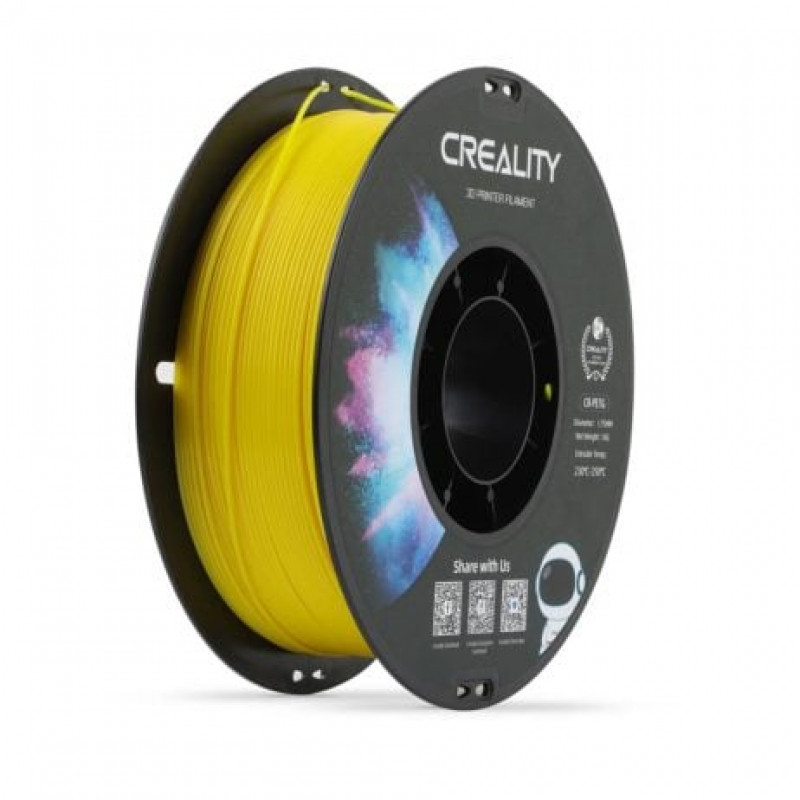 CREALITY
3D PRINTER FILAMENT
CREALITY
CR-PETG
Diameter: 1.75MM
Net Weight: 1KG
Extruder Temp:
230℃-250℃
Share with Us